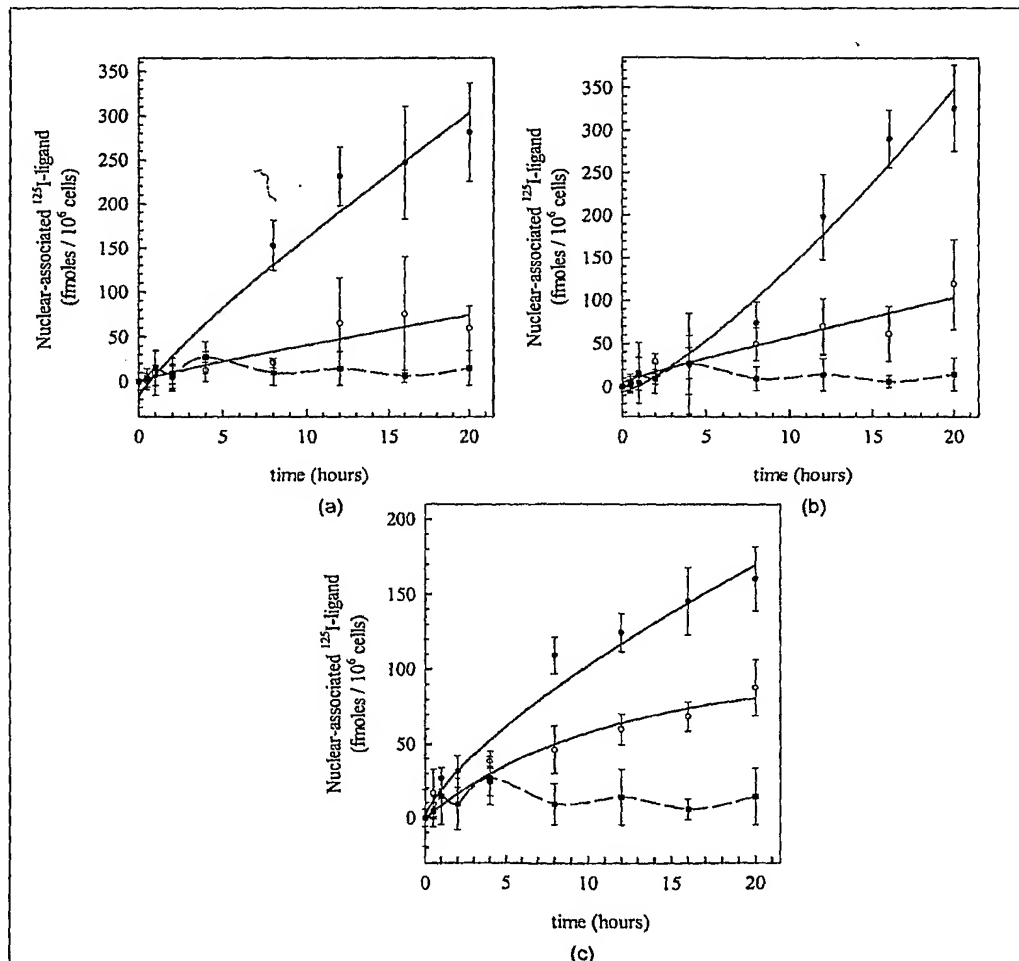 Nuclear-associated ¹²⁵I-ligand
(fmoles / 10⁶ cells)
350
300
250
200
150
100
50
0
0 5 10 15 20
time (hours)
(a)
Nuclear-associated ¹²⁵I-ligand
(fmoles / 10⁶ cells)
350
300
250
200
150
100
50
0
0 5 10 15 20
time (hours)
(b)
Nuclear-associated ¹²⁵I-ligand
(fmoles / 10⁶ cells)
200
150
100
50
0
0 5 10 15 20
time (hours)
(c)